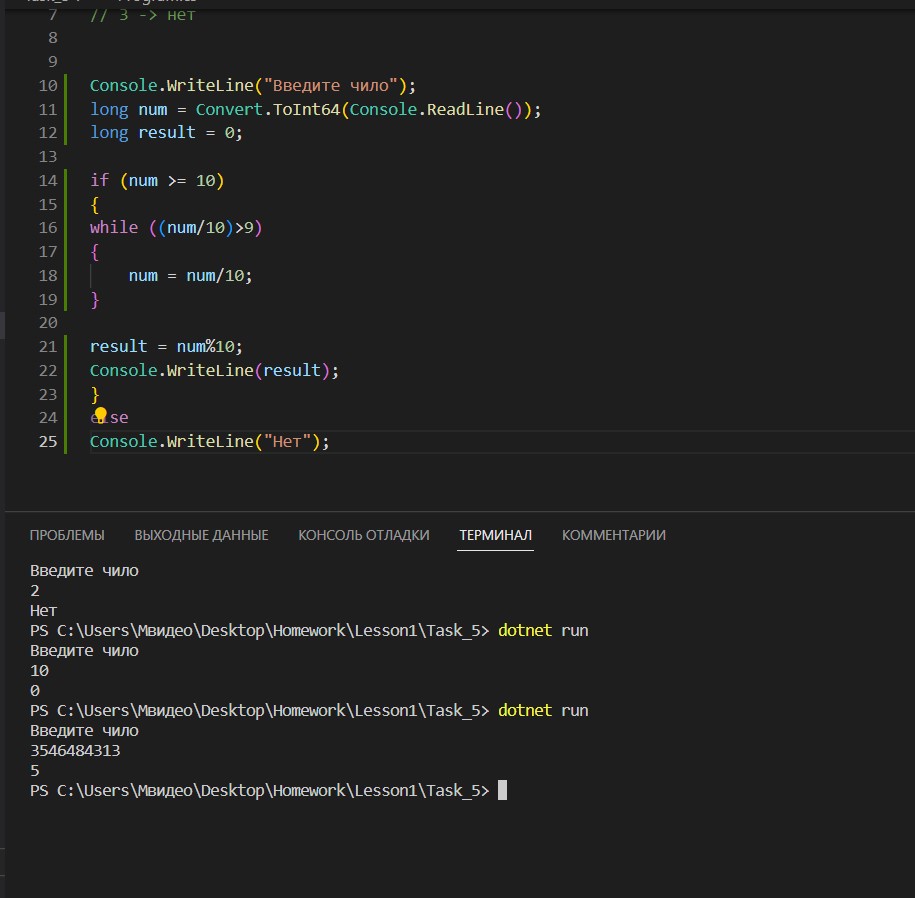 7 // 3 -> нет
8
9
10 Console.WriteLine("Введите чило");
11 long num = Convert.ToInt64(Console.ReadLine());
12 long result = 0;
13
14 if (num >= 10)
15 {
16 while ((num/10)>9)
17 {
18 num = num/10;
19 }
20
21 result = num%10;
22 Console.WriteLine(result);
23 }
24 else
25 Console.WriteLine("Нет");
ПРОБЛЕМЫ ВЫХОДНЫЕ ДАННЫЕ КОНСОЛЬ ОТЛАДКИ ТЕРМИНАЛ КОММЕНТАРИИ
Введите чило
2
Нет
PS C:\Users\Мвидео\Desktop\Homework\Lesson1\Task_5> dotnet run
Введите чило
10
0
PS C:\Users\Мвидео\Desktop\Homework\Lesson1\Task_5> dotnet run
Введите чило
3546484313
5
PS C:\Users\Мвидео\Desktop\Homework\Lesson1\Task_5>